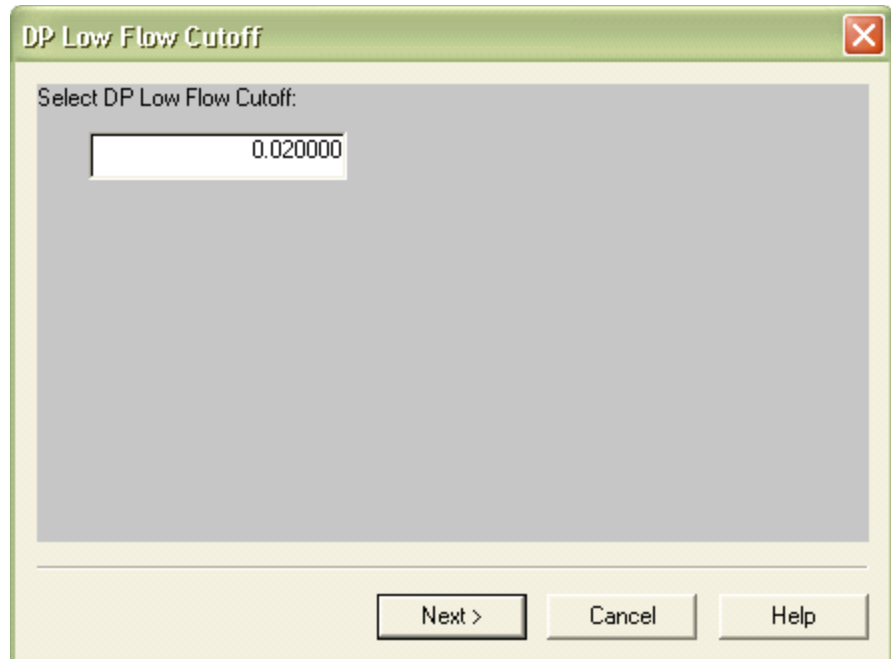 DP Low Flow Cutoff
Select DP Low Flow Cutoff:
0.020000
Next >
Cancel
Help